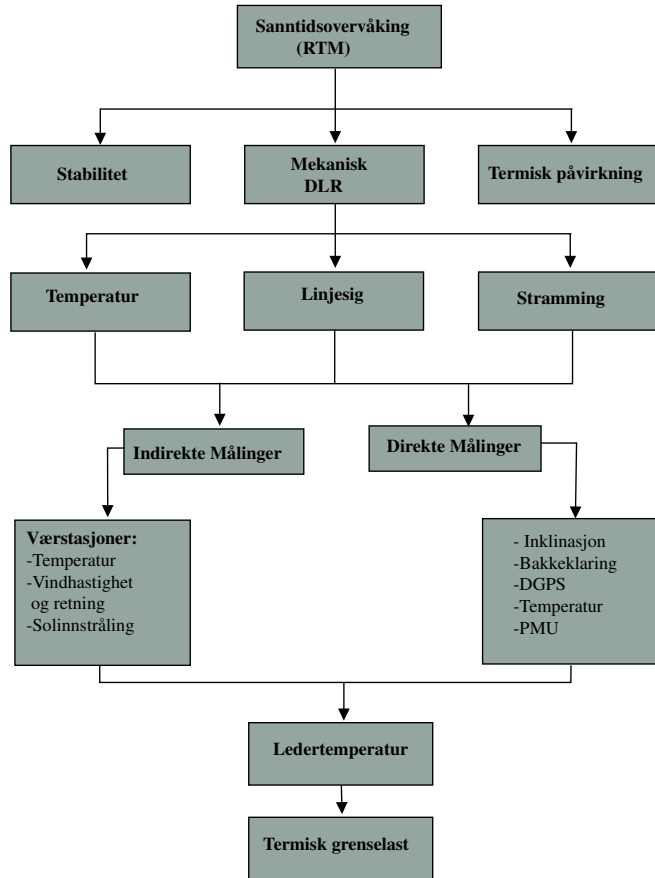 Sanntidsovervåking
(RTM)
Stabilitet
Mekanisk
DLR
Termisk påvirkning
Temperatur
Linjesig
Stramming
Indirekte Målinger
Direkte Målinger
Værstasjoner:
-Temperatur
-Vindhastighet
og retning
-Solinnstråling
- Inklinasjon
-Bakkeklaring
-DGPS
-Temperatur
-PMU
Ledertemperatur
Termisk grenselast